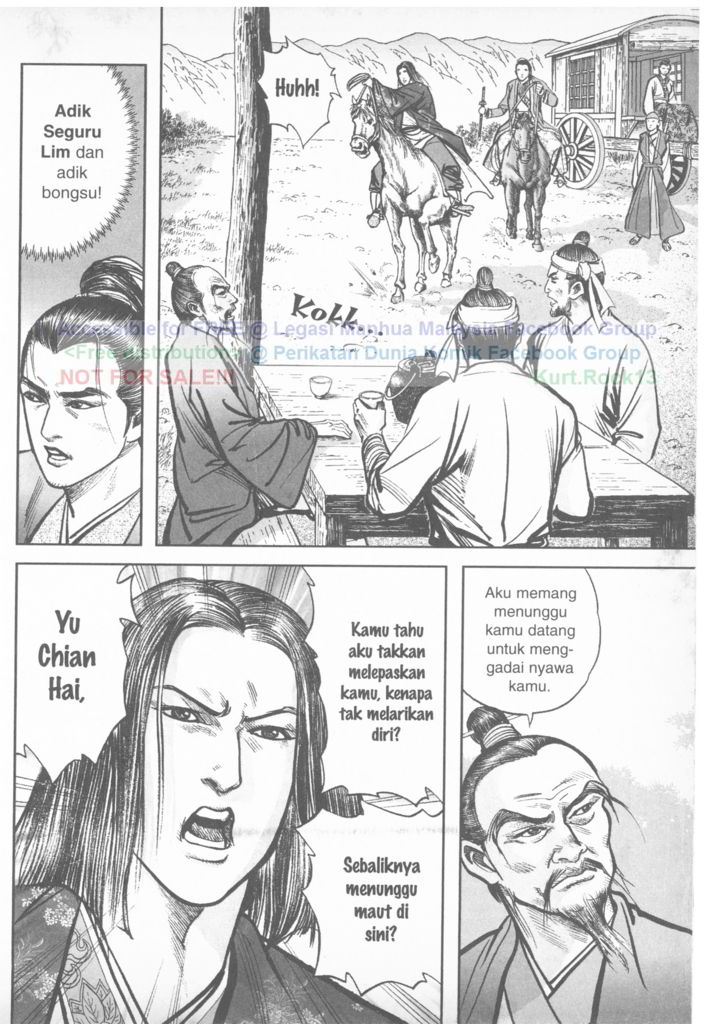 Adik
Seguru
Lim dan
adik
bongsu!
Huhh!
Kokk...
Accessible for FREE @ Legasi Manhua Malaysia Facebook Group
<Free distributions @ Perikatan Dunia Komik Facebook Group
NOT FOR SALE!!!
Kurt.Rock13
Yu
Chian
Hai,
Kamu tahu
aku takkan
melepaskan
kamu, kenapa
tak melarikan
diri?
Sebaliknya
menunggu
maut di
sini?
Aku memang
menunggu
kamu datang
untuk meng-
gadai nyawa
kamu.